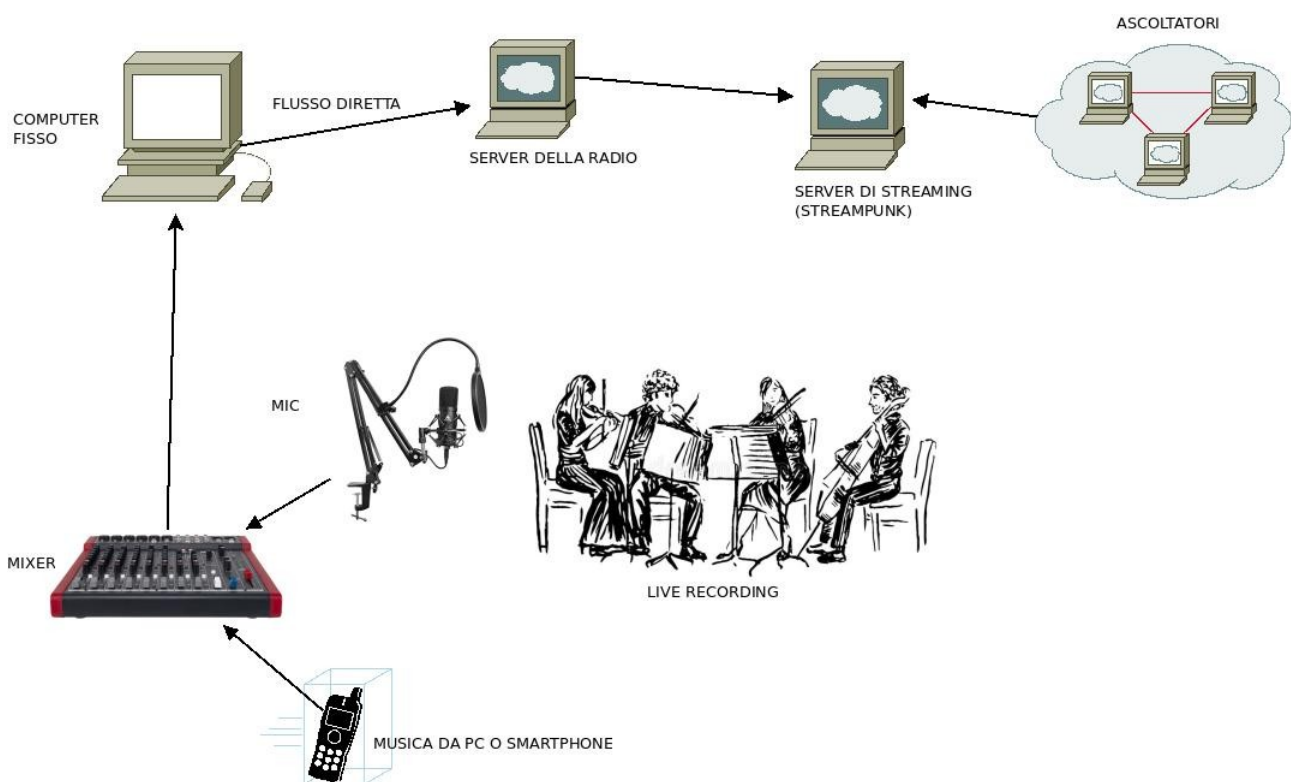 ASCOLTATORI
COMPUTER
FISSO
FLUSSO DIRETTA
SERVER DELLA RADIO
SERVER DI STREAMING
(STREAMPUNK)
MIC
MIXER
LIVE RECORDING
MUSICA DA PC O SMARTPHONE